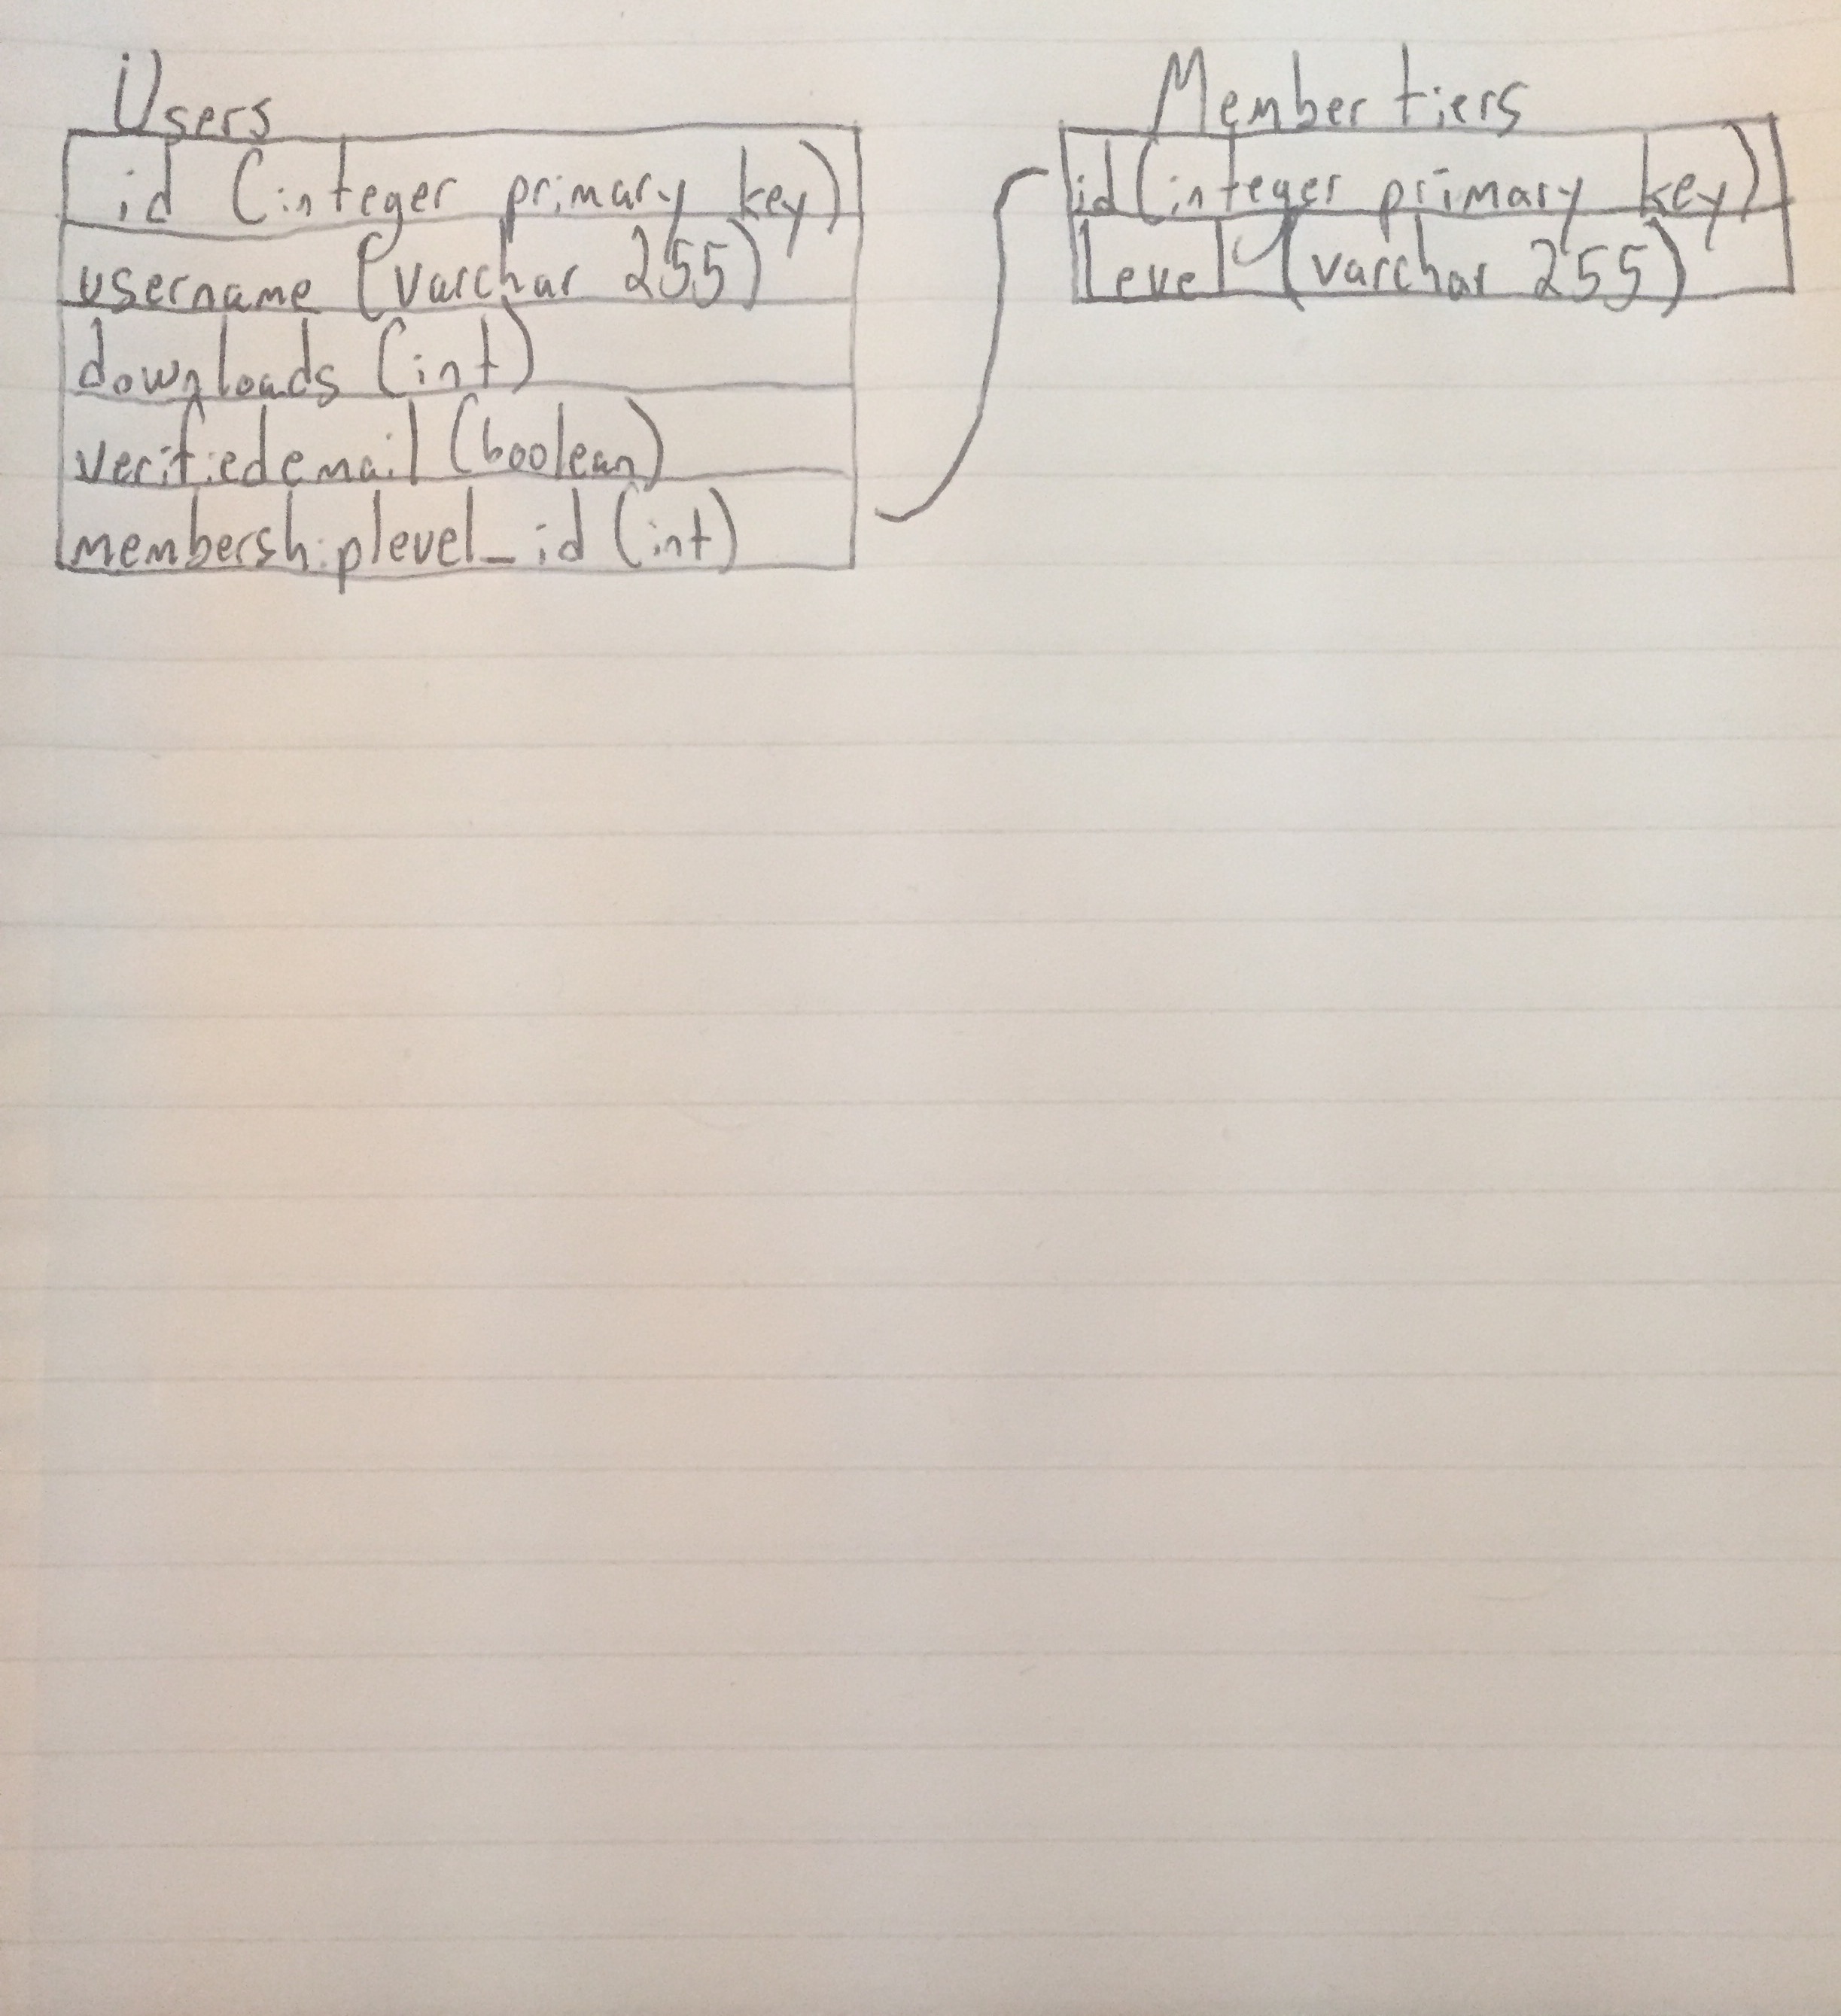 Users
id (integer primary key)
username (varchar 255)
downloads (int)
verifiedemail (boolean)
membershiplevel_id (int)
Member tiers
id (integer primary key)
level (varchar 255)